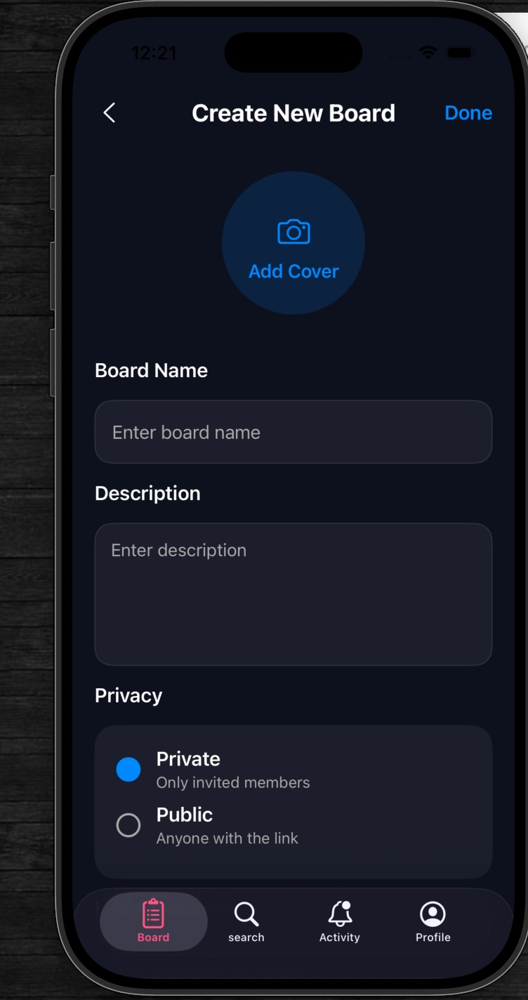 12:21
Create New Board
Done
Add Cover
Board Name
Enter board name
Description
Enter description
Privacy
Private
Only invited members
Public
Anyone with the link
Board
search
Activity
Profile